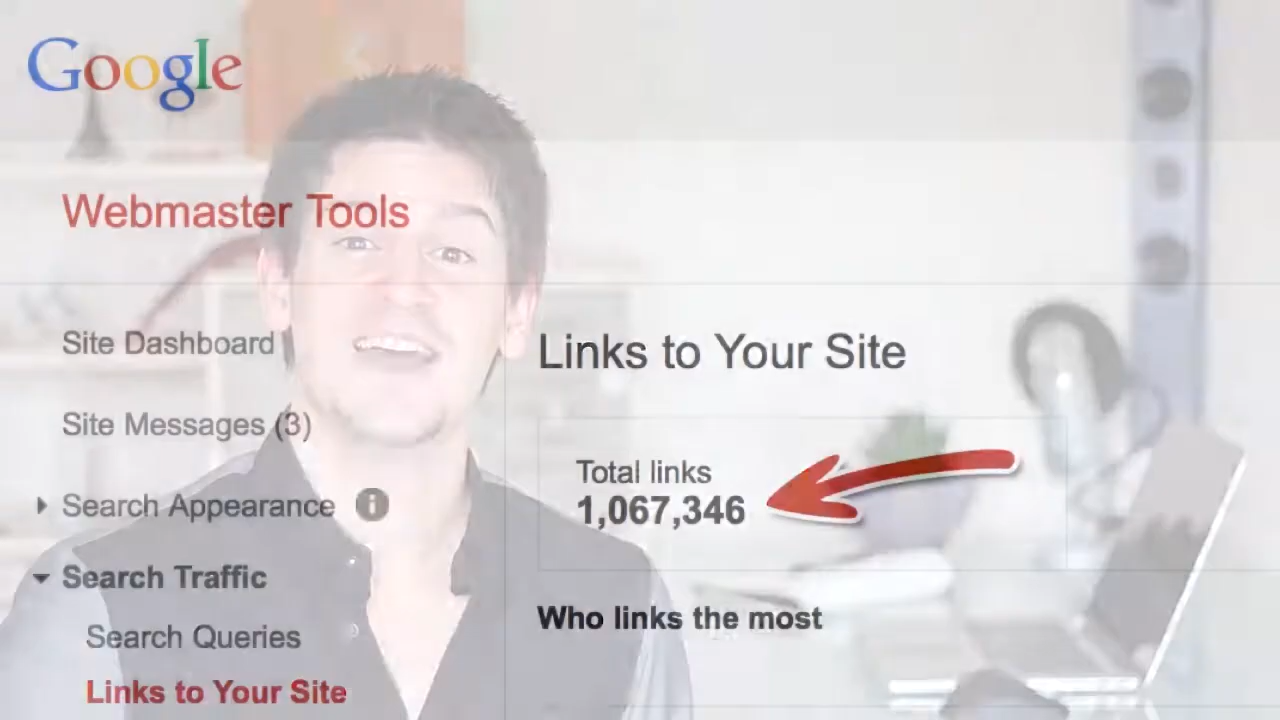 Google
Webmaster Tools
Site Dashboard
Site Messages (3)
Search Appearance i
Search Traffic
Search Queries
Links to Your Site
Links to Your Site
Total links
1,067,346
Who links the most